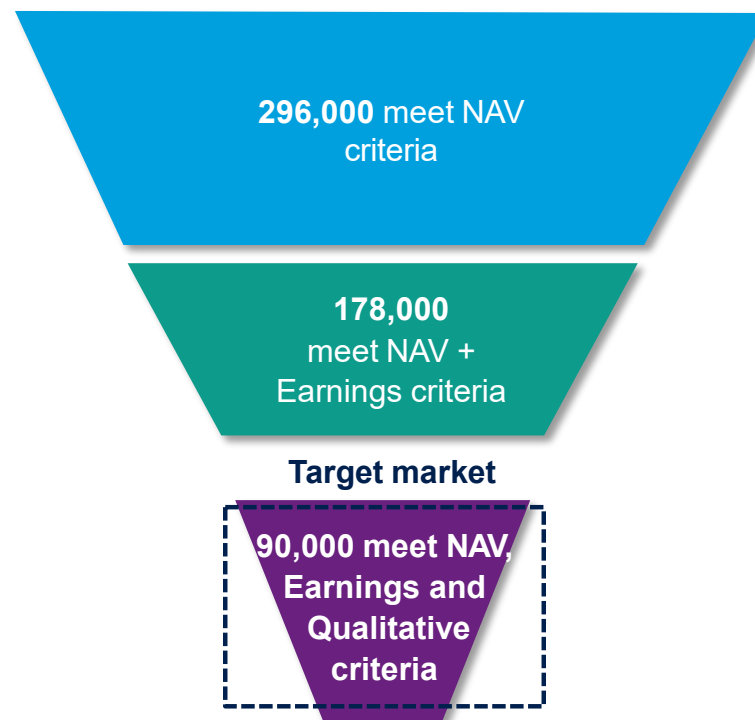 296,000 meet NAV
criteria
178,000
meet NAV +
Earnings criteria
Target market
90,000 meet NAV,
Earnings and
Qualitative
criteria